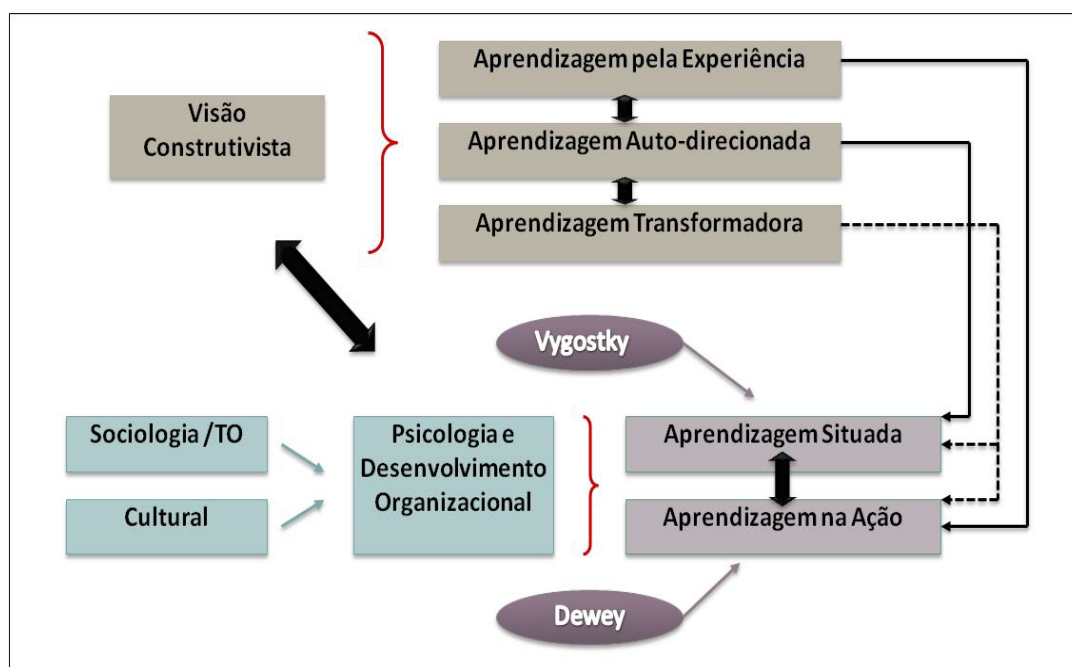 Aprendizagem pela Experiência
Visão
Construtivista
Aprendizagem Auto-direcionada
Aprendizagem Transformadora
Vygostky
Sociologia /TO
Psicologia e
Desenvolvimento
Organizacional
Aprendizagem Situada
Cultural
Aprendizagem na Ação
Dewey